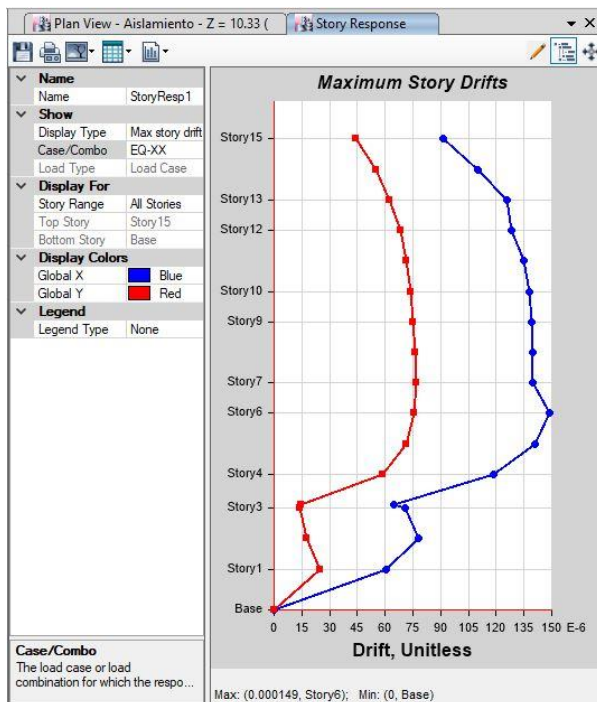 Plan View - Aislamiento - Z = 10.33 (
Story Response
Name
Name StoryResp1
Show
Display Type Max story drift
Case/Combo EQ-XX
Load Type Load Case
Display For
Story Range All Stories
Top Story Story15
Bottom Story Base
Display Colors
Global X Blue
Global Y Red
Legend
Legend Type None
Case/Combo
The load case or load
combination for which the respo...
Maximum Story Drifts
Story15
Story13
Story12
Story10
Story9
Story7
Story6
Story4
Story3
Story1
Base
0 15 30 45 60 75 90 105 120 135 150 E-6
Drift, Unitless
Max: (0.000149, Story6); Min: (0, Base)